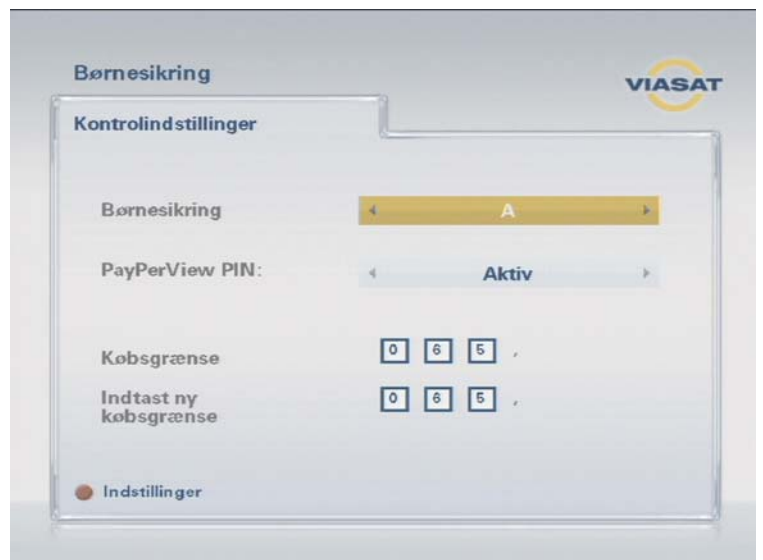 Børnesikring
VIASAT
Kontrolindstillinger
Børnesikring A
PayPerView PIN: Aktiv
Købsgrænse 0 6 5 ,
Indtast ny
købsgrænse 0 6 5 ,
Indstillinger